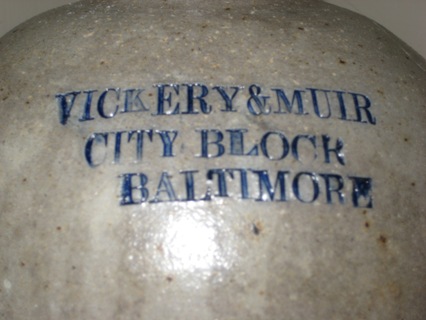 VICKERY & MUIR
CITY BLOCK
BALTIMORE